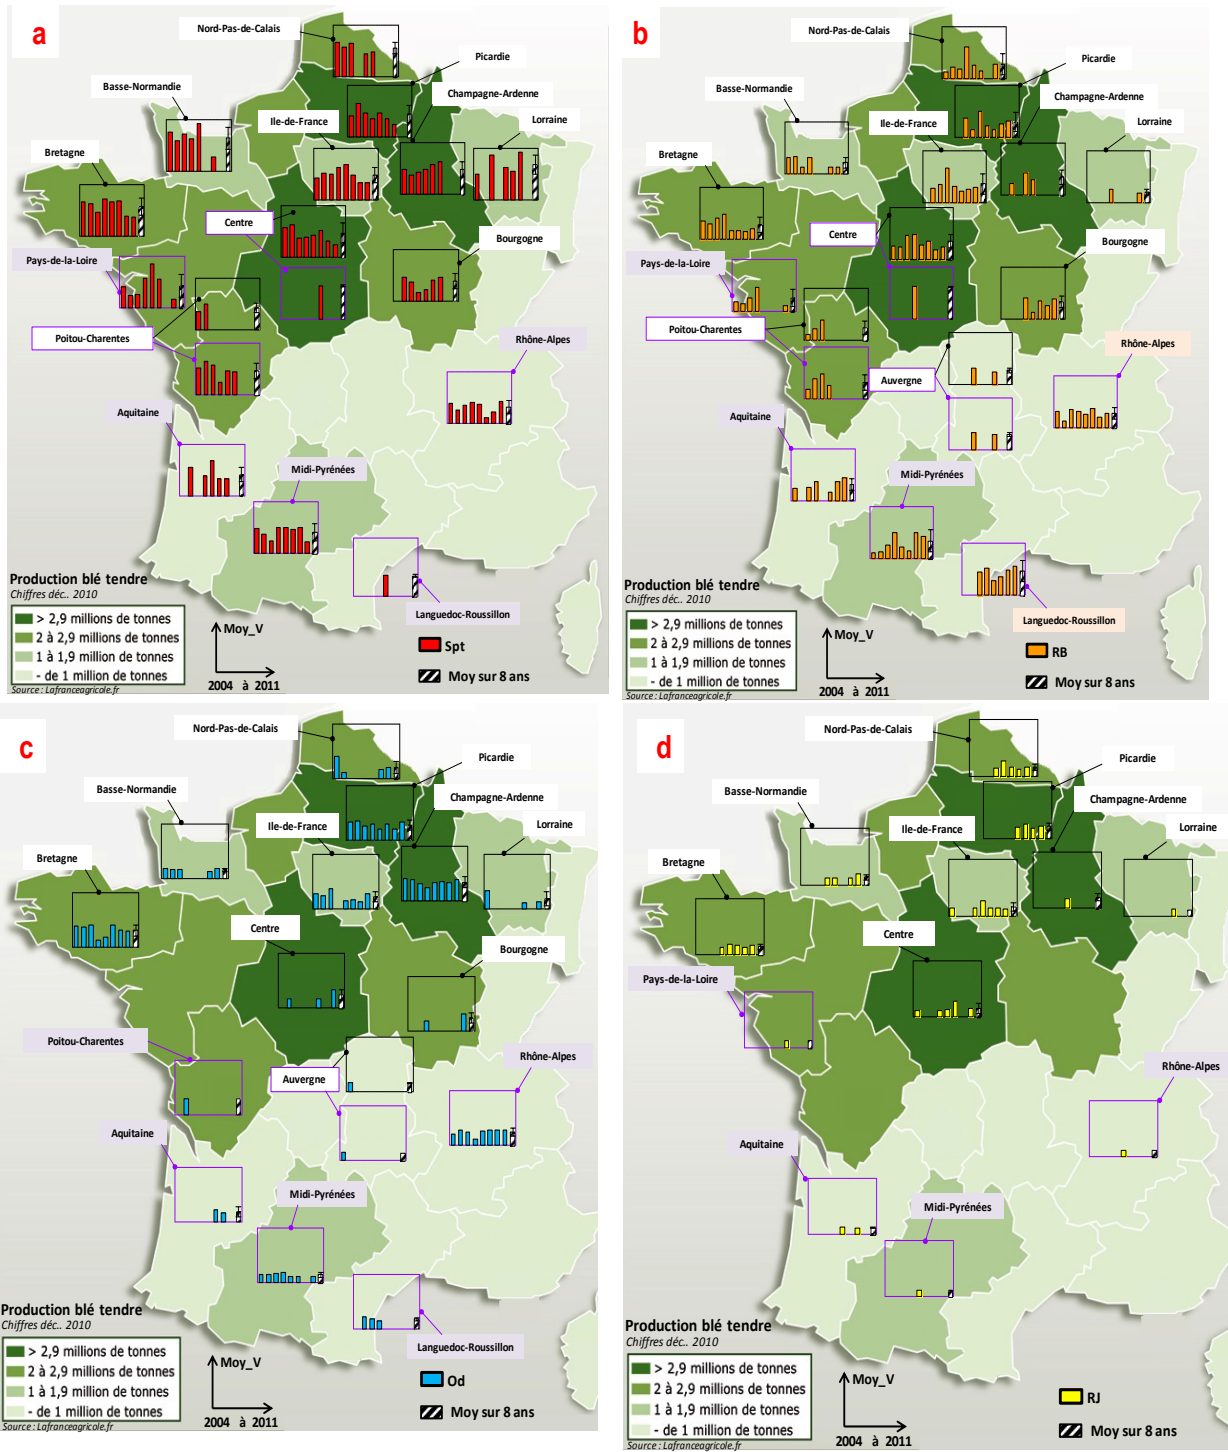 a
Nord-Pas-de-Calais
Picardie
Basse-Normandie
Champagne-Ardenne
Ile-de-France
Lorraine
Bretagne
Centre
Bourgogne
Pays-de-la-Loire
Poitou-Charentes
Rhône-Alpes
Aquitaine
Midi-Pyrénées
Languedoc-Roussillon
Production blé tendre
Chiffres déc.. 2010
> 2,9 millions de tonnes
2 à 2,9 millions de tonnes
1 à 1,9 million de tonnes
- de 1 million de tonnes
Source : Lafranceagricole.fr
Moy_V
2004 à 2011
Spt
Moy sur 8 ans
b
Nord-Pas-de-Calais
Picardie
Basse-Normandie
Champagne-Ardenne
Ile-de-France
Lorraine
Bretagne
Centre
Bourgogne
Pays-de-la-Loire
Poitou-Charentes
Rhône-Alpes
Auvergne
Aquitaine
Midi-Pyrénées
Languedoc-Roussillon
Production blé tendre
Chiffres déc.. 2010
> 2,9 millions de tonnes
2 à 2,9 millions de tonnes
1 à 1,9 million de tonnes
- de 1 million de tonnes
Source : Lafranceagricole.fr
Moy_V
2004 à 2011
RB
Moy sur 8 ans
c
Nord-Pas-de-Calais
Picardie
Basse-Normandie
Champagne-Ardenne
Ile-de-France
Lorraine
Bretagne
Centre
Bourgogne
Poitou-Charentes
Auvergne
Rhône-Alpes
Aquitaine
Midi-Pyrénées
Languedoc-Roussillon
Production blé tendre
Chiffres déc.. 2010
> 2,9 millions de tonnes
2 à 2,9 millions de tonnes
1 à 1,9 million de tonnes
- de 1 million de tonnes
Source : Lafranceagricole.fr
Moy_V
2004 à 2011
Od
Moy sur 8 ans
d
Nord-Pas-de-Calais
Picardie
Basse-Normandie
Champagne-Ardenne
Ile-de-France
Lorraine
Bretagne
Centre
Pays-de-la-Loire
Rhône-Alpes
Aquitaine
Midi-Pyrénées
Production blé tendre
Chiffres déc.. 2010
> 2,9 millions de tonnes
2 à 2,9 millions de tonnes
1 à 1,9 million de tonnes
- de 1 million de tonnes
Source : Lafranceagricole.fr
Moy_V
2004 à 2011
RJ
Moy sur 8 ans